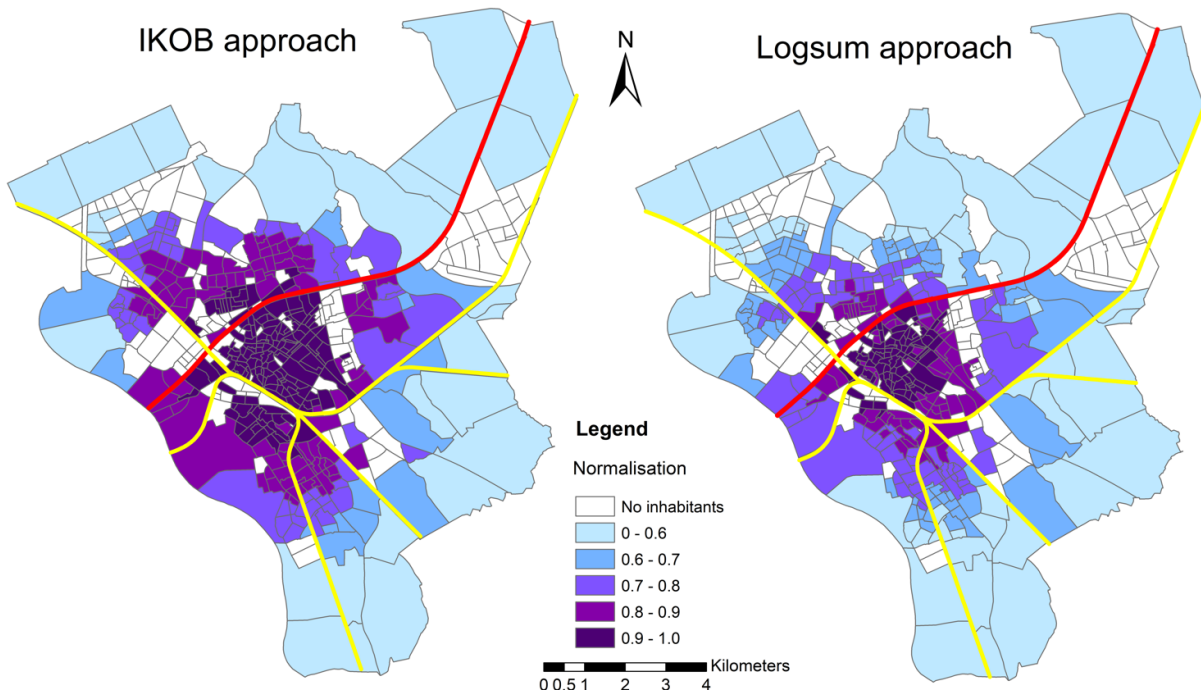 IKOB approach
N
Logsum approach
Legend
Normalisation
No inhabitants
0 - 0.6
0.6 - 0.7
0.7 - 0.8
0.8 - 0.9
0.9 - 1.0
Kilometers
0 0.5 1 2 3 4